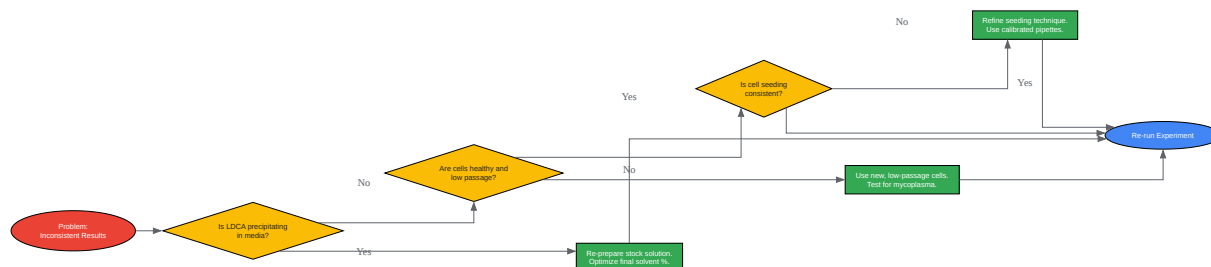 No
Refine seeding technique.
Use calibrated pipettes.
Is cell seeding
consistent?
Yes
Yes
Re-run Experiment
Are cells healthy and
low passage?
No
Use new, low-passage cells.
Test for mycoplasma.
No
Problem:
Inconsistent Results
Is LDCA precipitating
in media?
Yes
Re-prepare stock solution.
Optimize final solvent %.